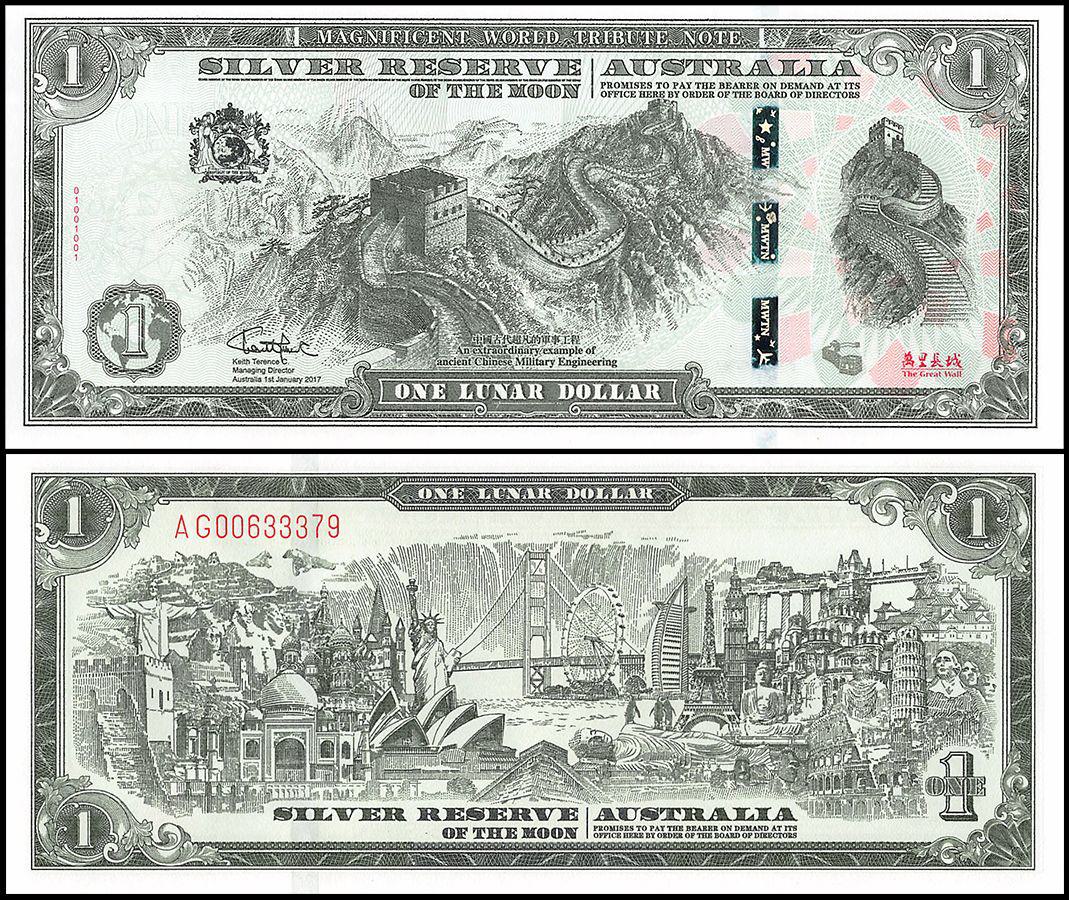 MAGNIFICENT WORLD TRIBUTE NOTE
1
1
SILVER RESERVE
OF THE MOON
AUSTRALIA
PROMISES TO PAY THE BEARER ON DEMAND AT ITS
OFFICE HERE BY ORDER OF THE BOARD OF DIRECTORS
MW
MWTN
MWTN
01001001
1
Keith Terence C.
Managing Director
Australia 1st January 2017
中國古代超凡的軍事工程
An extraordinary example of
ancient Chinese Military Engineering
萬里長城
The Great Wall
ONE LUNAR DOLLAR
ONE LUNAR DOLLAR
1
1
AG00633379
1
1
ONE
SILVER RESERVE
OF THE MOON
AUSTRALIA
PROMISES TO PAY THE BEARER ON DEMAND AT ITS
OFFICE HERE BY ORDER OF THE BOARD OF DIRECTORS